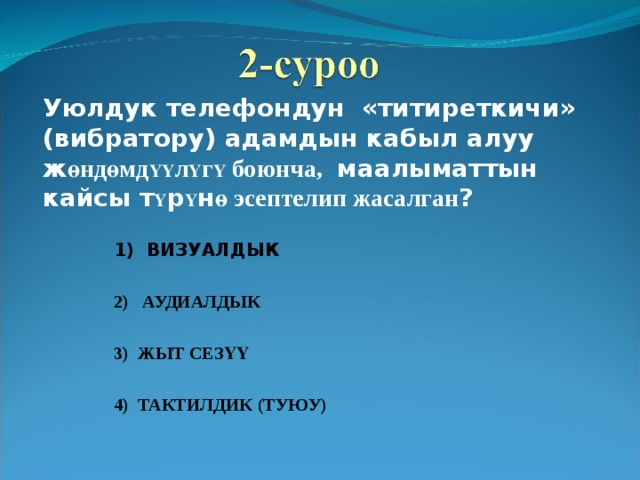 2-суроо
Уюлдук телефондун «титиреткичи»
(вибратору) адамдын кабыл алуу
жөндөмдүүлүгү боюнча, маалыматтын
кайсы түрүнө эсептелип жасалган?
1) ВИЗУАЛДЫК
2) АУДИАЛДЫК
3) ЖЫТ СЕЗҮҮ
4) ТАКТИЛДИК (ТУЮУ)